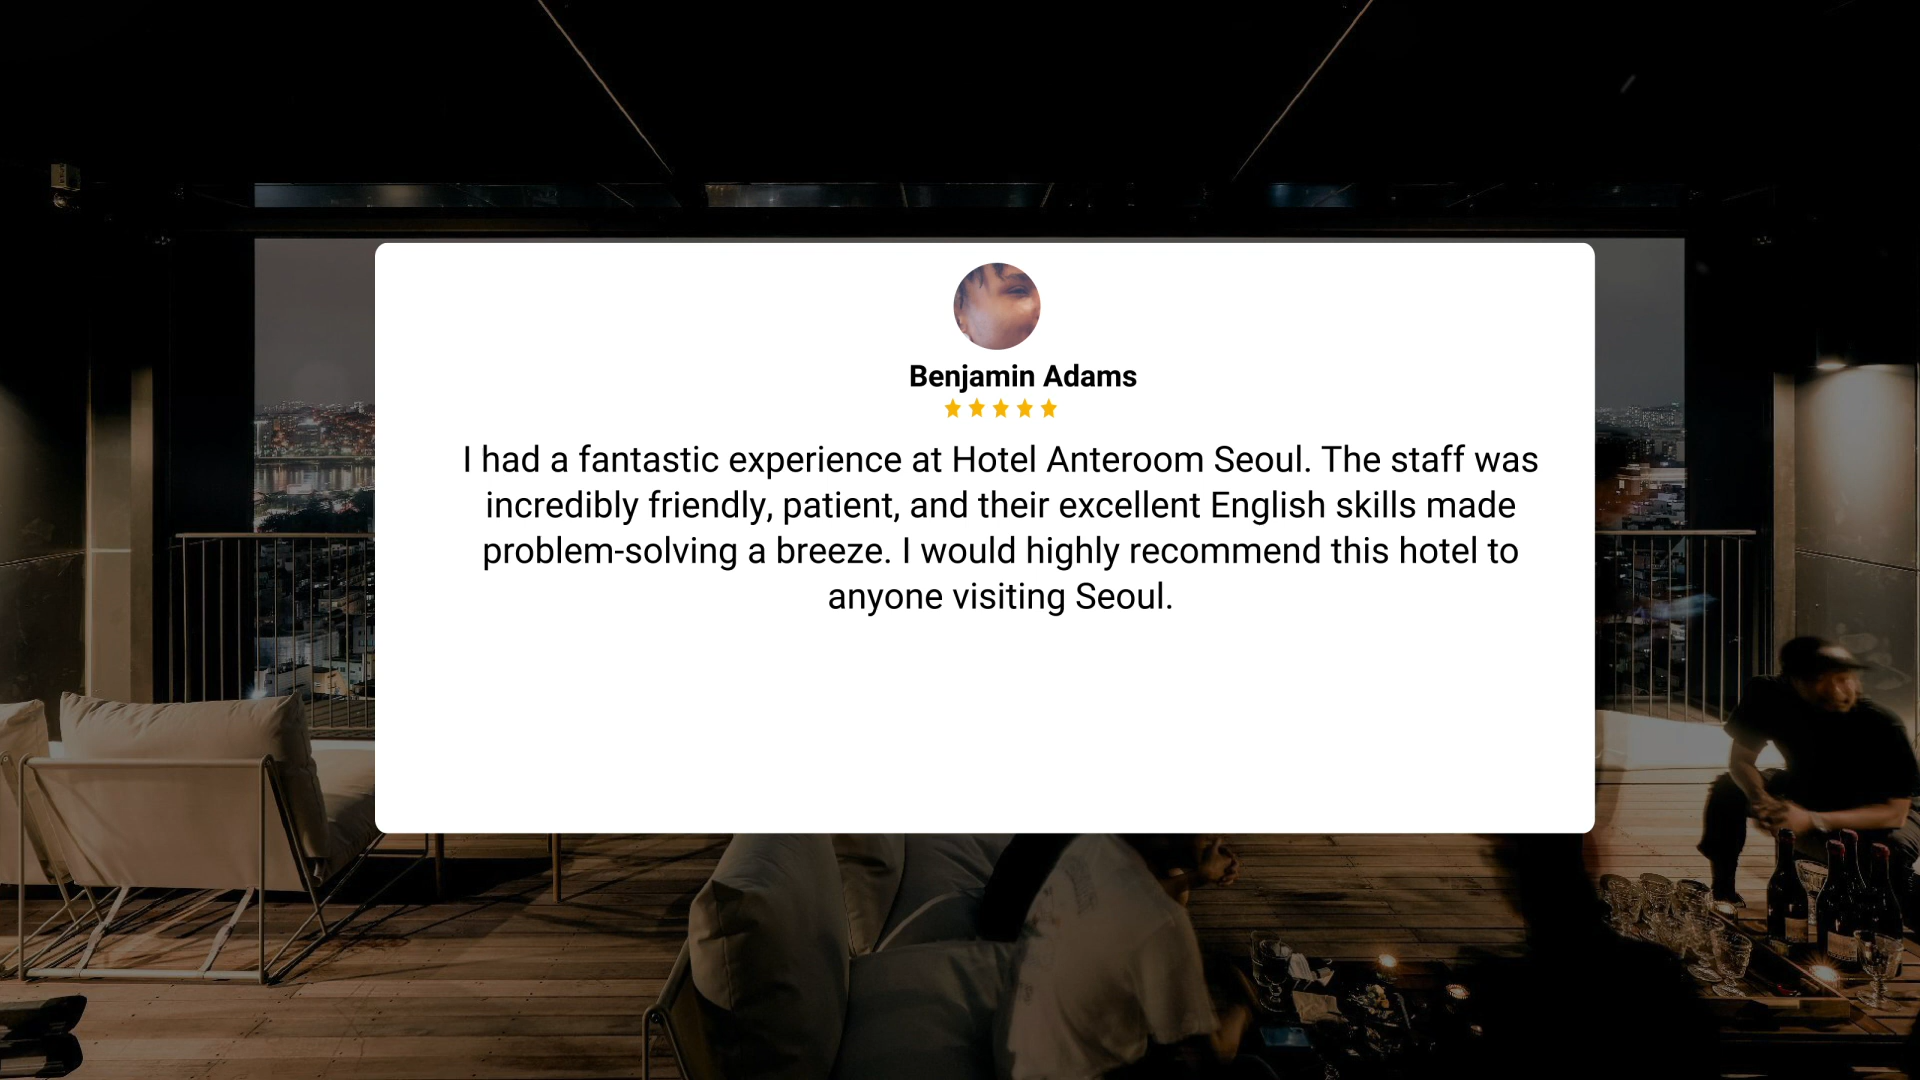 Benjamin Adams
I had a fantastic experience at Hotel Anteroom Seoul. The staff was
incredibly friendly, patient, and their excellent English skills made
problem-solving a breeze. I would highly recommend this hotel to
anyone visiting Seoul.